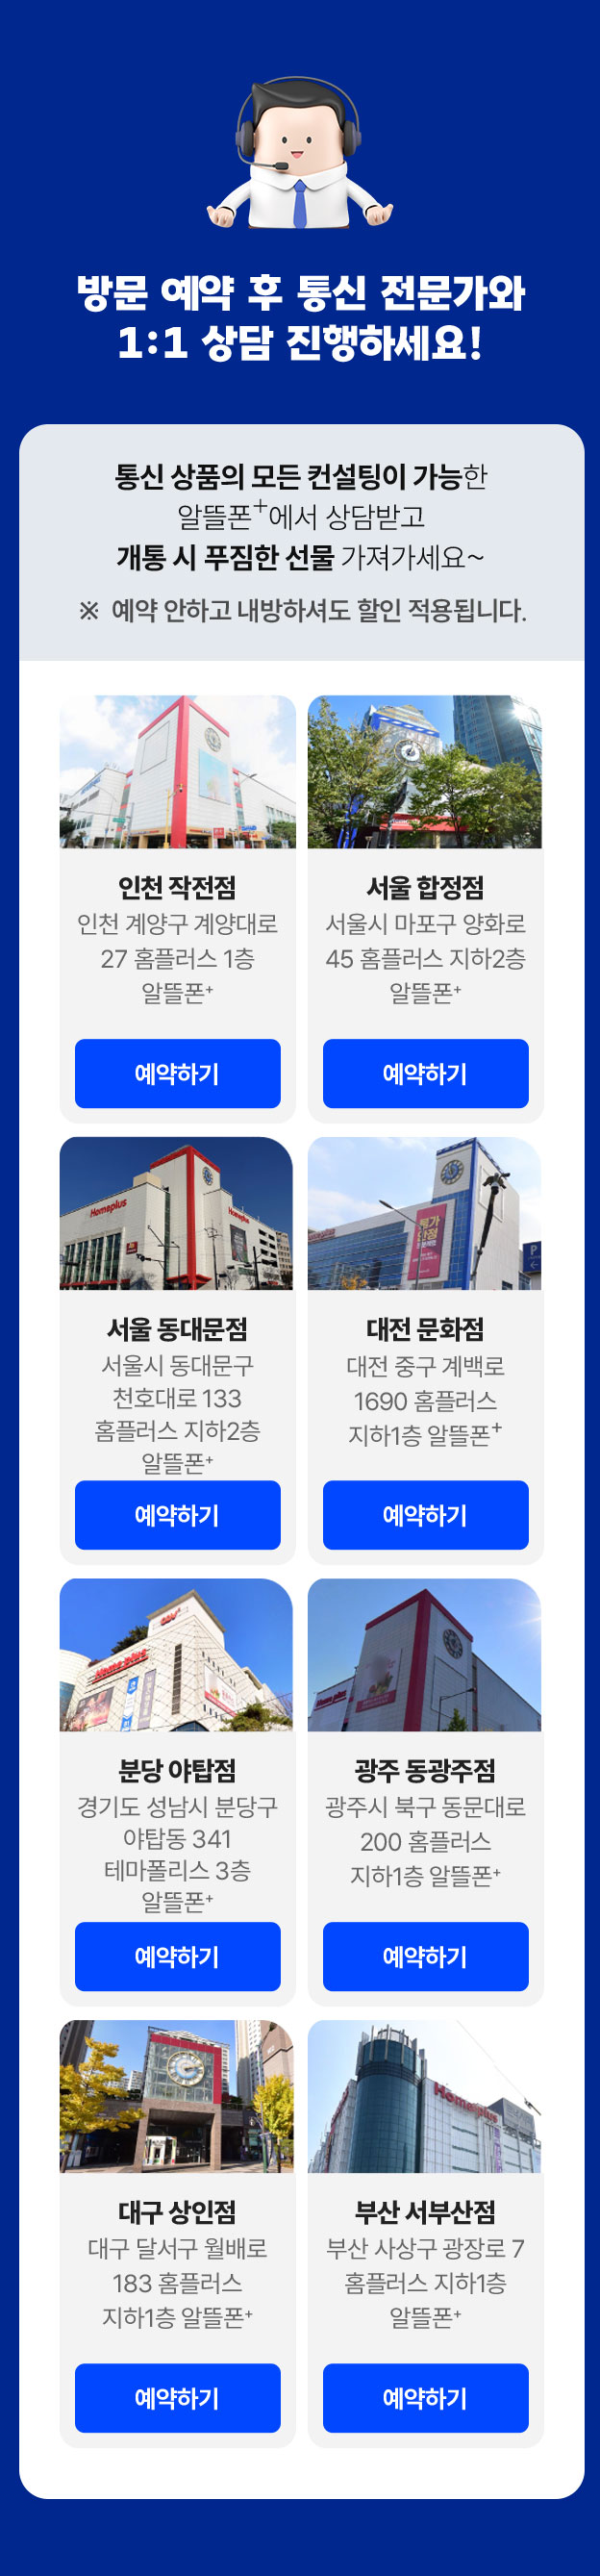 방문 예약 후 통신 전문가와
1:1 상담 진행하세요!
통신 상품의 모든 컨설팅이 가능한
알뜰폰+에서 상담받고
개통 시 푸짐한 선물 가져가세요~
※ 예약 안하고 내방하셔도 할인 적용됩니다.
인천 작전점
인천 계양구 계양대로
27 홈플러스 1층
알뜰폰+
예약하기
서울 합정점
서울시 마포구 양화로
45 홈플러스 지하2층
알뜰폰+
예약하기
Homeplus
Homeplus
서울 동대문점
서울시 동대문구
천호대로 133
홈플러스 지하2층
알뜰폰+
예약하기
P
대전 문화점
대전 중구 계백로
1690 홈플러스
지하1층 알뜰폰+
예약하기
Home plus
분당 야탑점
경기도 성남시 분당구
야탑동 341
테마폴리스 3층
알뜰폰+
예약하기
Home plus
광주 동광주점
광주시 북구 동문대로
200 홈플러스
지하1층 알뜰폰+
예약하기
대구 상인점
대구 달서구 월배로
183 홈플러스
지하1층 알뜰폰+
예약하기
Homeplus
부산 서부산점
부산 사상구 광장로 7
홈플러스 지하1층
알뜰폰+
예약하기